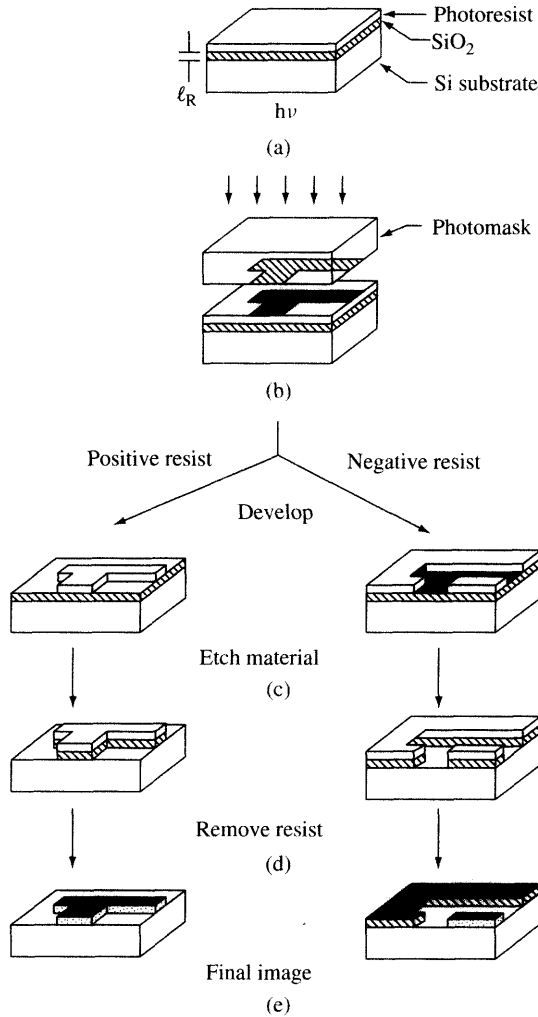 Photoresist
SiO₂
Si substrate
ℓR
hν
(a)
Photomask
(b)
Positive resist
Negative resist
Develop
Etch material
(c)
Remove resist
(d)
Final image
(e)